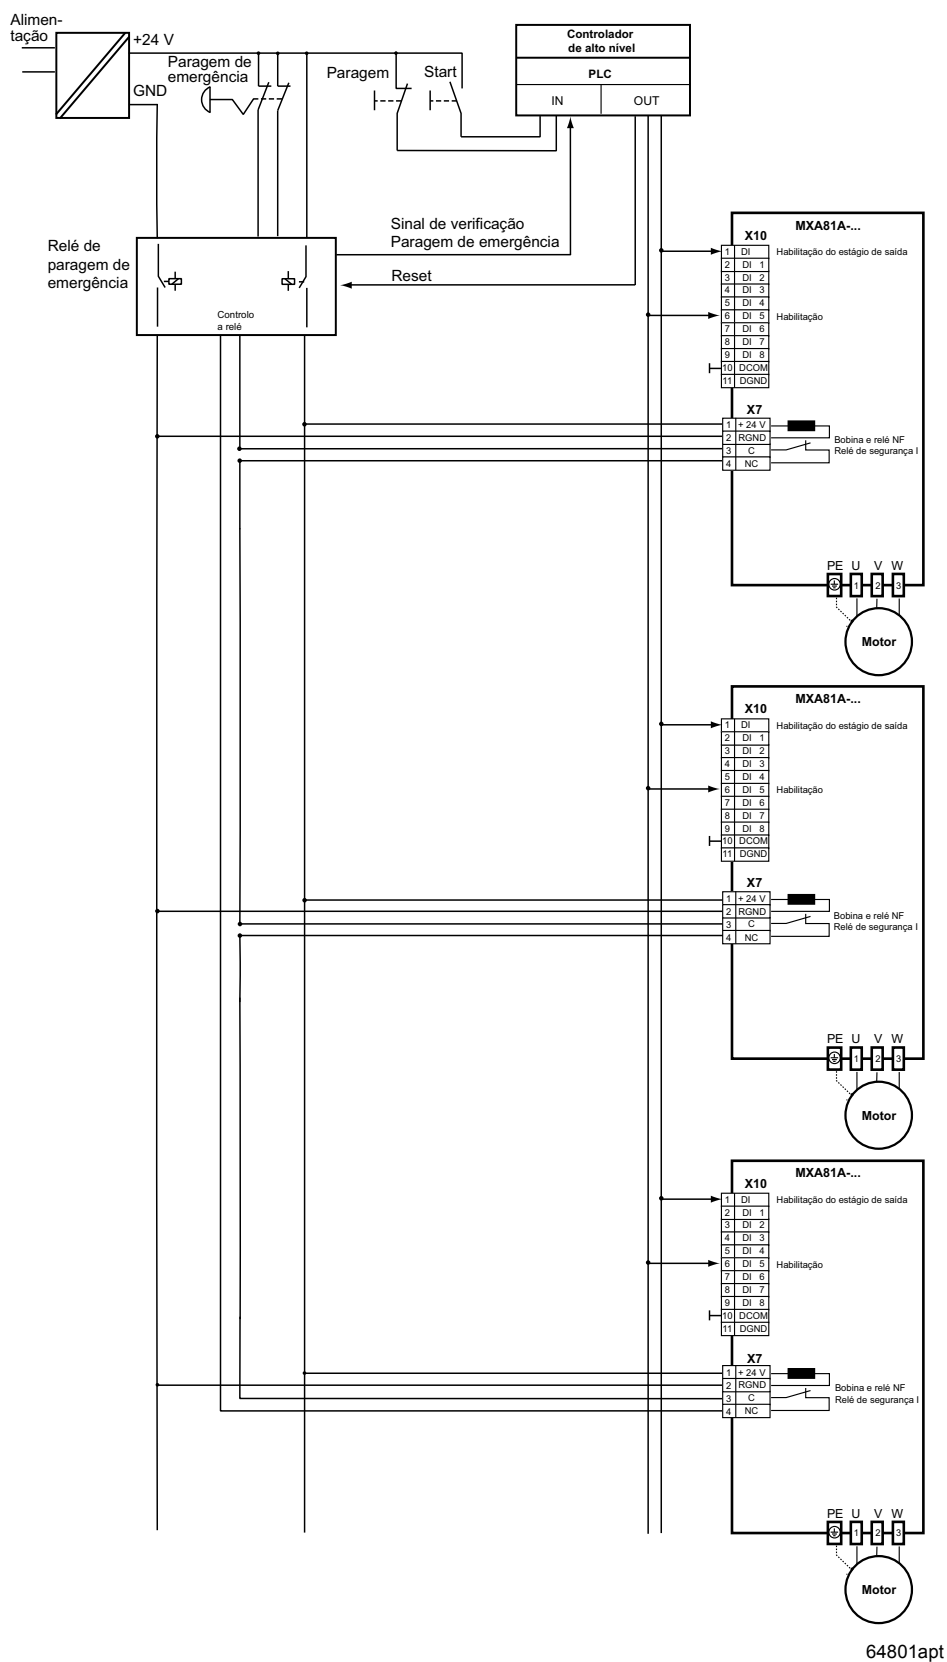 Alimen-
tação
+24 V
GND
Paragem de
emergência
Paragem
Start
Controlador
de alto nível
PLC
IN
OUT
Relé de
paragem de
emergência
Controlo
a relé
Sinal de verificação
Paragem de emergência
Reset
MXA81A-...
X10
1 DI Habilitação do estágio de saída
2 DI 1
3 DI 2
4 DI 3
5 DI 4
6 DI 5 Habilitação
7 DI 6
8 DI 7
9 DI 8
10 DCOM
11 DGND
X7
1 + 24 V
2 RGND
3 C
4 NC
Bobina e relé NF
Relé de segurança I
PE U V W
1 2 3
Motor
MXA81A-...
X10
1 DI Habilitação do estágio de saída
2 DI 1
3 DI 2
4 DI 3
5 DI 4
6 DI 5 Habilitação
7 DI 6
8 DI 7
9 DI 8
10 DCOM
11 DGND
X7
1 + 24 V
2 RGND
3 C
4 NC
Bobina e relé NF
Relé de segurança I
PE U V W
1 2 3
Motor
MXA81A-...
X10
1 DI Habilitação do estágio de saída
2 DI 1
3 DI 2
4 DI 3
5 DI 4
6 DI 5 Habilitação
7 DI 6
8 DI 7
9 DI 8
10 DCOM
11 DGND
X7
1 + 24 V
2 RGND
3 C
4 NC
Bobina e relé NF
Relé de segurança I
PE U V W
1 2 3
Motor
64801apt